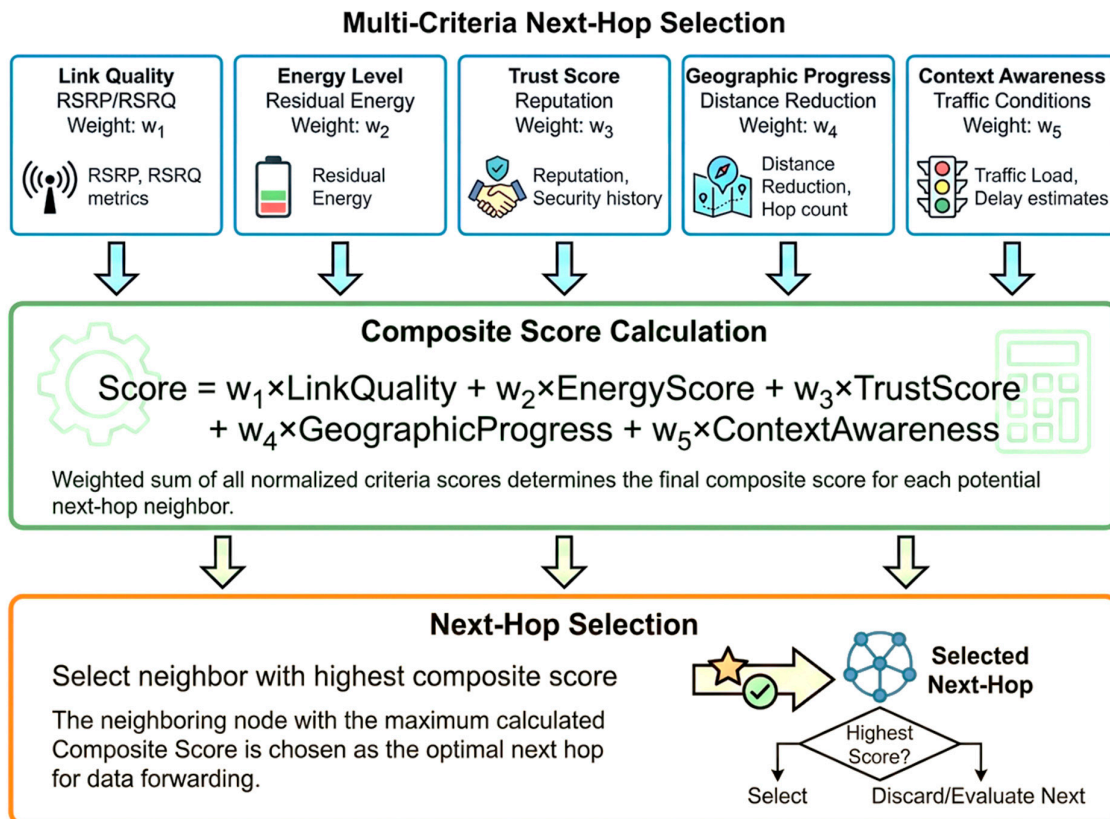 Multi-Criteria Next-Hop Selection
Link Quality
RSRP/RSRQ
Weight: w₁
RSRP, RSRQ
metrics
Energy Level
Residual Energy
Weight: w₂
Residual
Energy
Trust Score
Reputation
Weight: w₃
Reputation,
Security history
Geographic Progress
Distance Reduction
Weight: w₄
Distance
Reduction,
Hop count
Context Awareness
Traffic Conditions
Weight: w₅
Traffic Load,
Delay estimates
Composite Score Calculation
Score = w₁×LinkQuality + w₂×EnergyScore + w₃×TrustScore
+ w₄×GeographicProgress + w₅×ContextAwareness
Weighted sum of all normalized criteria scores determines the final composite score for each potential
next-hop neighbor.
Next-Hop Selection
Select neighbor with highest composite score
The neighboring node with the maximum calculated
Composite Score is chosen as the optimal next hop
for data forwarding.
Selected
Next-Hop
Highest
Score?
Select
Discard/Evaluate Next